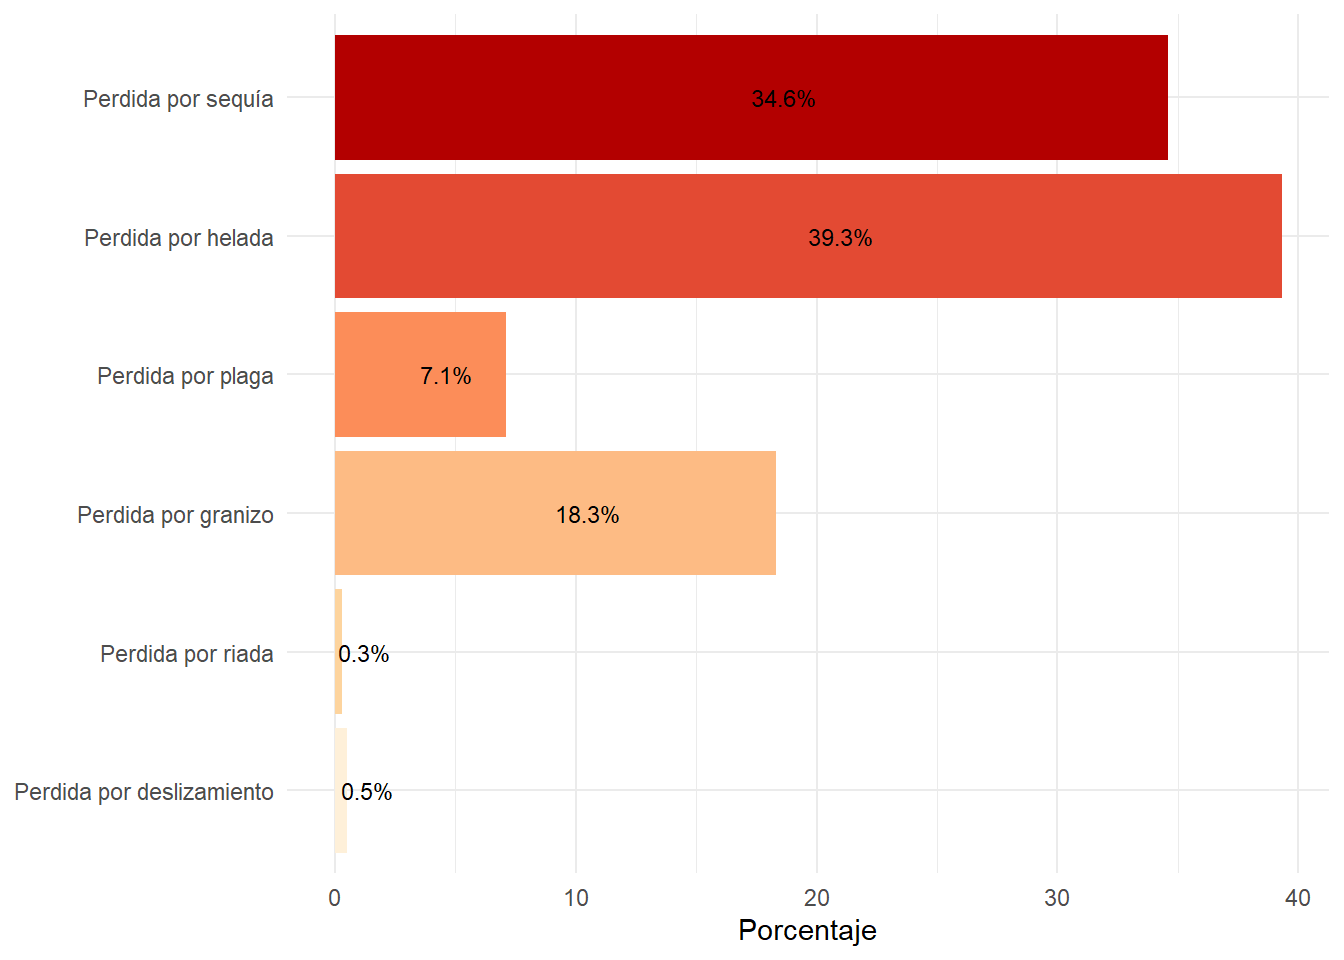 Perdida por sequía
34.6%
Perdida por helada
39.3%
Perdida por plaga
7.1%
Perdida por granizo
18.3%
Perdida por riada
0.3%
Perdida por deslizamiento
0.5%
0 10 20 30 40
Porcentaje